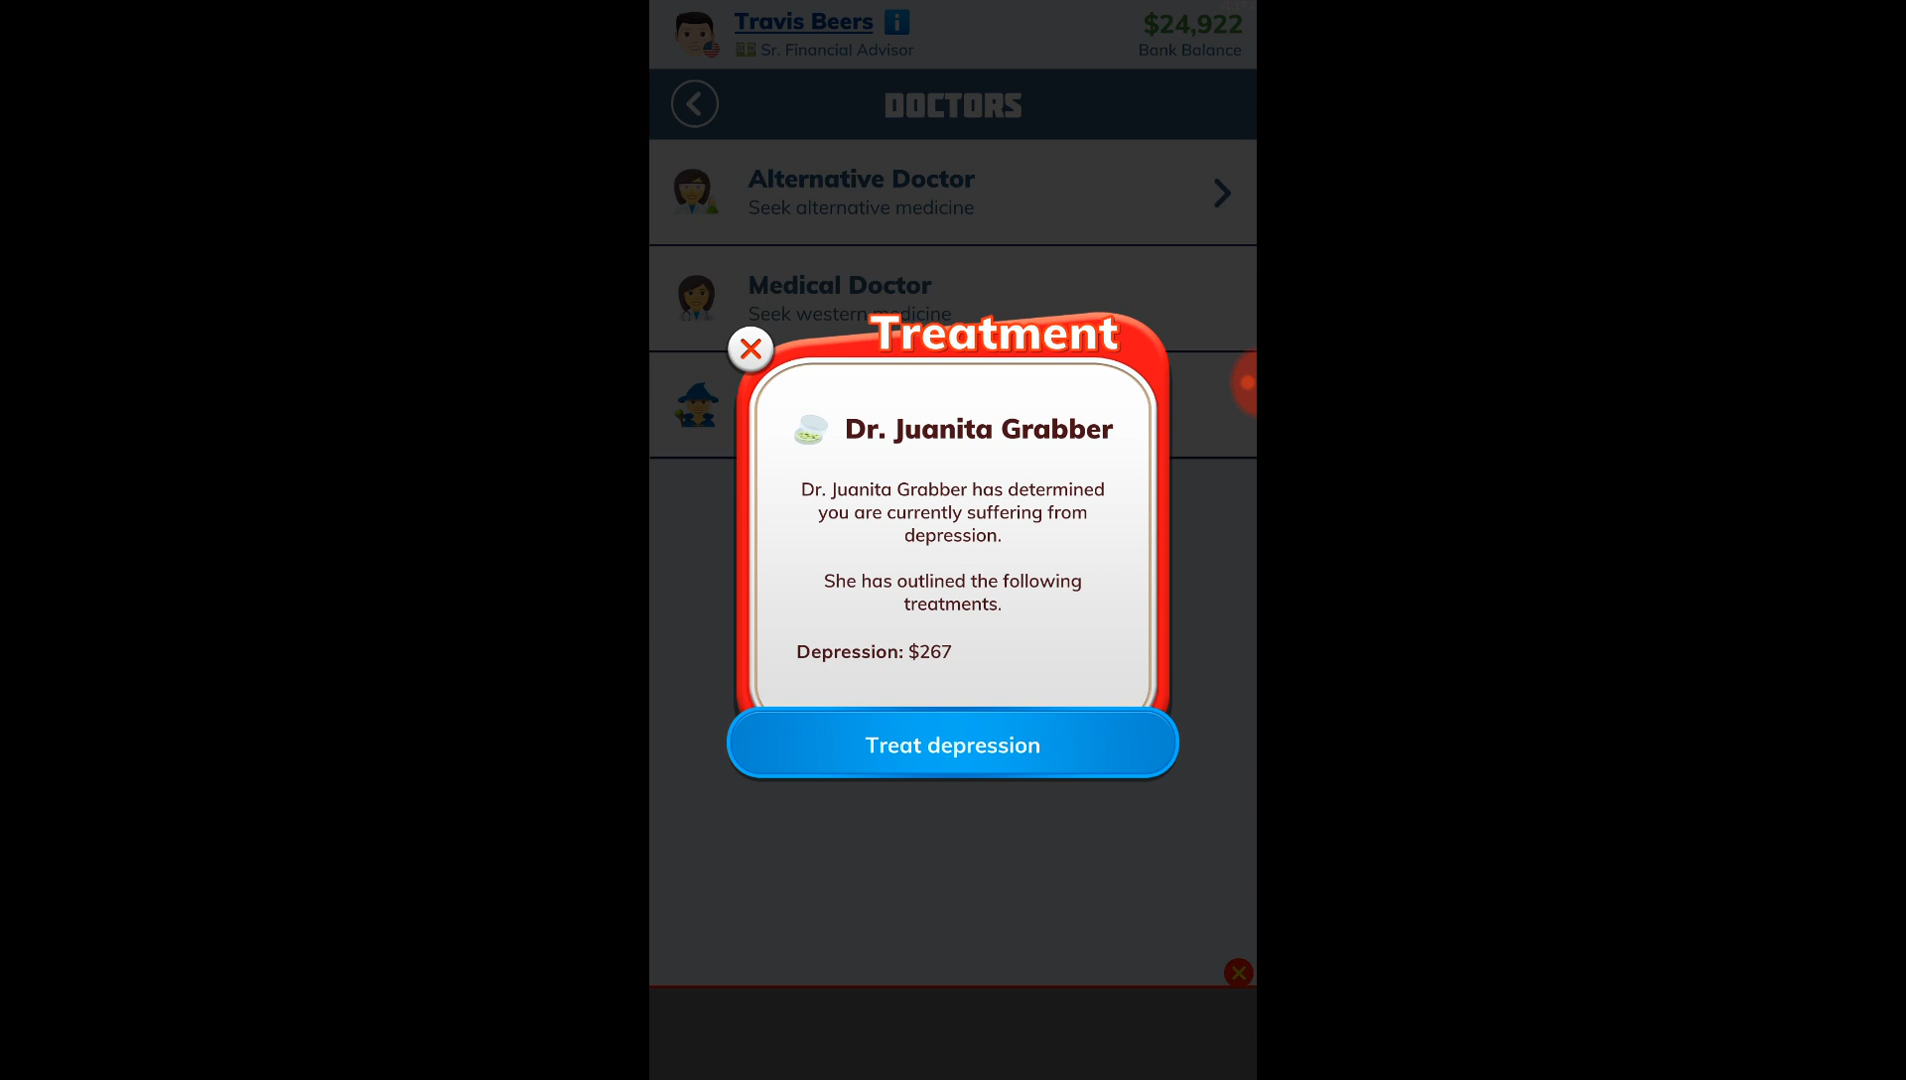 Travis Beers
Sr. Financial Advisor
$24,922
Bank Balance
DOCTORS
Alternative Doctor
Seek alternative medicine
Medical Doctor
Seek western medicine
Treatment
Dr. Juanita Grabber
Dr. Juanita Grabber has determined
you are currently suffering from
depression.
She has outlined the following
treatments.
Depression: $267
Treat depression